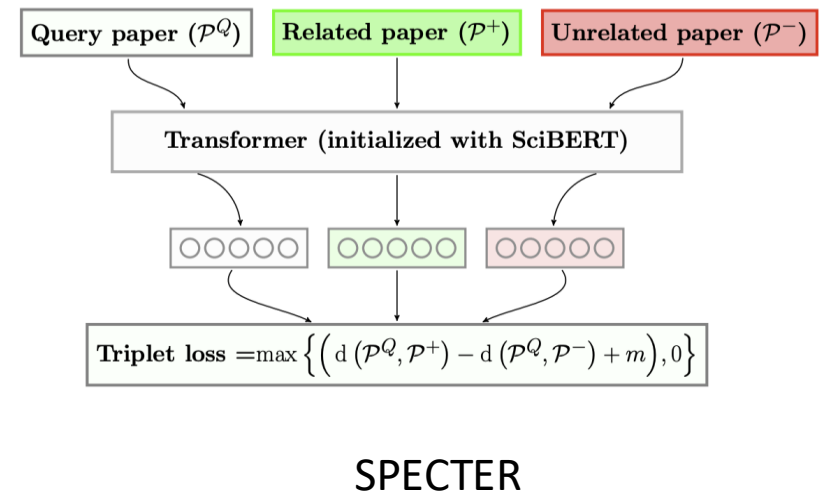 Query paper (𝒫^Q) Related paper (𝒫⁺) Unrelated paper (𝒫⁻)
Transformer (initialized with SciBERT)
Triplet loss =max{(d(𝒫^Q,𝒫⁺)−d(𝒫^Q,𝒫⁻)+m),0}
SPECTER